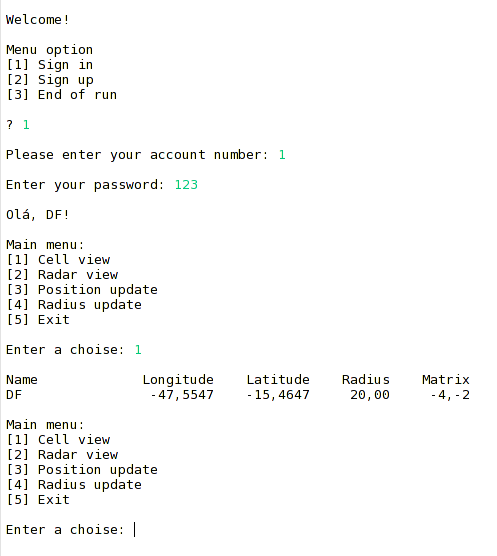 Welcome!
Menu option
[1] Sign in
[2] Sign up
[3] End of run
? 1
Please enter your account number: 1
Enter your password: 123
Olá, DF!
Main menu:
[1] Cell view
[2] Radar view
[3] Position update
[4] Radius update
[5] Exit
Enter a choise: 1
Name Longitude Latitude Radius Matrix
DF -47,5547 -15,4647 20,00 -4,-2
Main menu:
[1] Cell view
[2] Radar view
[3] Position update
[4] Radius update
[5] Exit
Enter a choise: